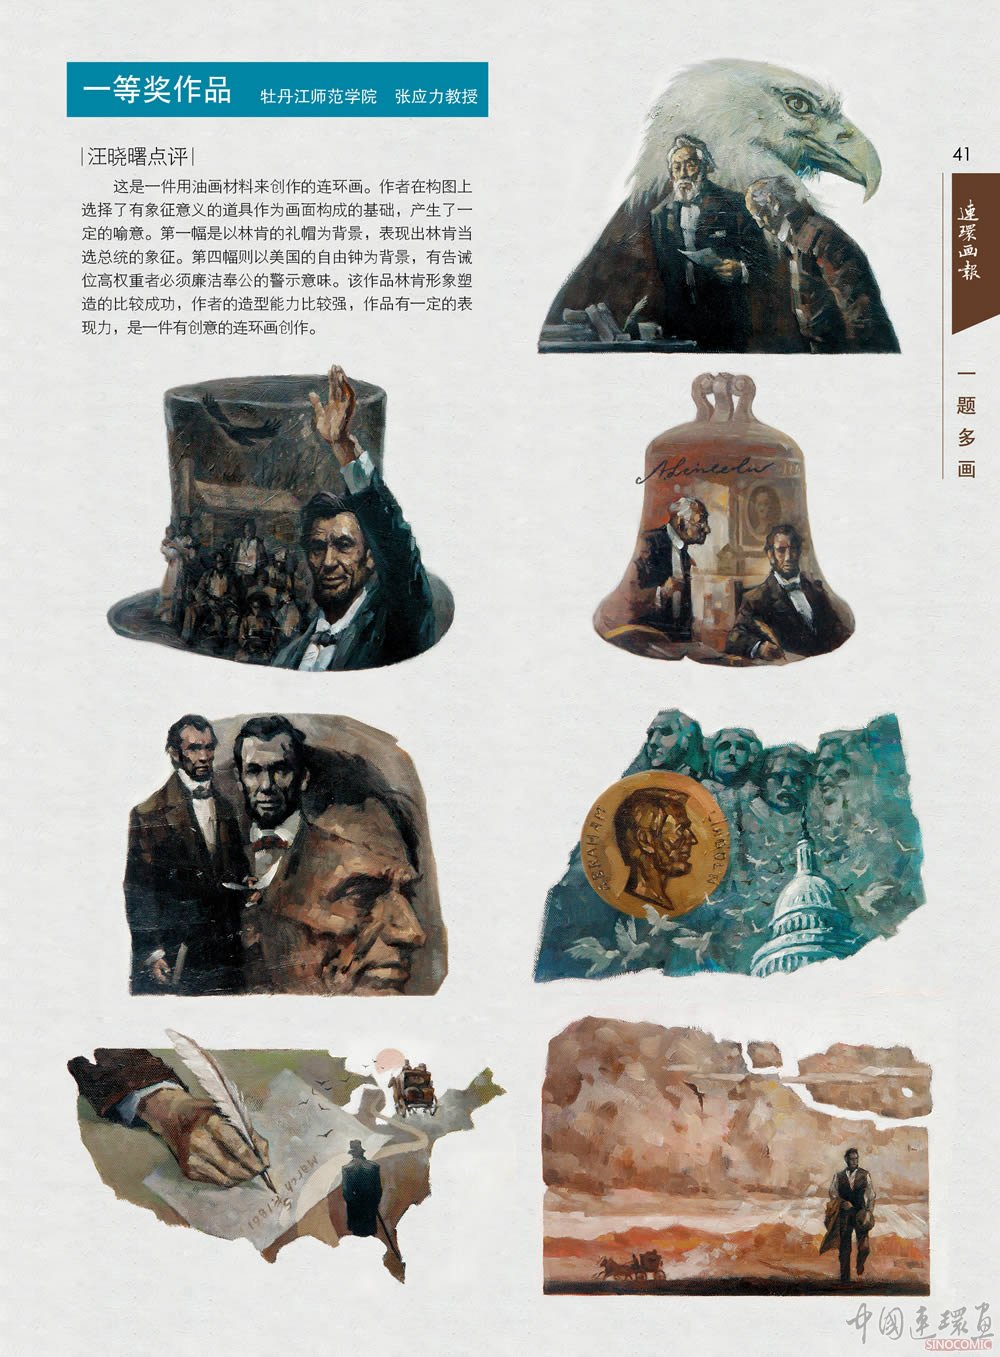 一等奖作品 牡丹江师范学院 张应力教授
汪晓曙点评
这是一件用油画材料来创作的连环画。作者在构图上
选择了有象征意义的道具作为画面构成的基础，产生了一
定的喻意。第一幅是以林肯的礼帽为背景，表现出林肯当
选总统的象征。第四幅则以美国的自由钟为背景，有告诫
位高权重者必须廉洁奉公的警示意味。该作品林肯形象塑
造的比较成功，作者的造型能力比较强，作品有一定的表
现力，是一件有创意的连环画创作。
41
連環画報
一题多画
A Lincoln
ABRAHAM LINCOLN
March 5, 1861
中國連環畫
SINOCOMIC